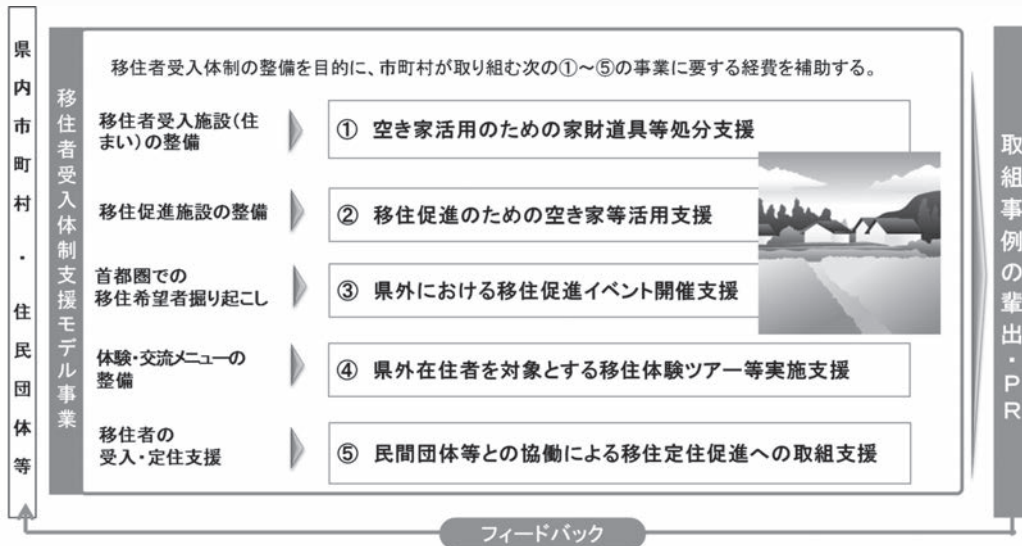 県内市町村・住民団体等
移住者受入体制支援モデル事業
移住者受入体制の整備を目的に、市町村が取り組む次の①～⑤の事業に要する経費を補助する。
移住者受入施設(住
まい)の整備
① 空き家活用のための家財道具等処分支援
移住促進施設の整備
② 移住促進のための空き家等活用支援
首都圏での
移住希望者掘り起こし
③ 県外における移住促進イベント開催支援
体験・交流メニューの
整備
④ 県外在住者を対象とする移住体験ツアー等実施支援
移住者の
受入・定住支援
⑤ 民間団体等との協働による移住定住促進への取組支援
取組事例の輩出・PR
フィードバック